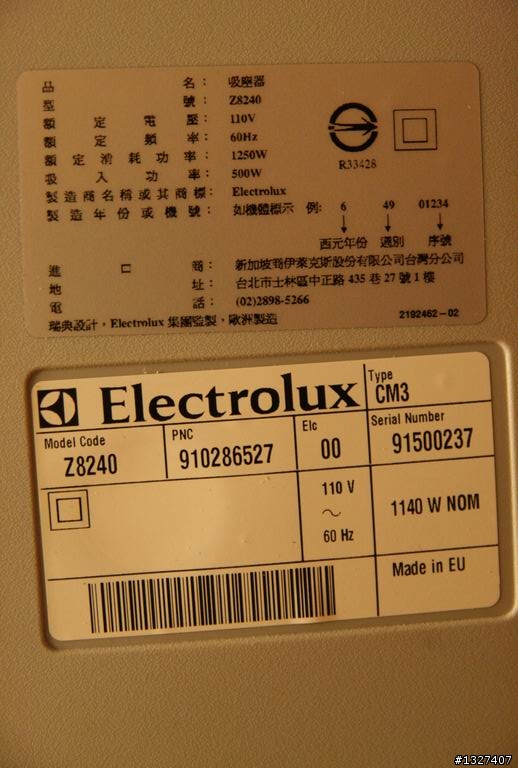 品名：吸塵器
型號：Z8240
額定電壓：110V
額定頻率：60Hz
額定消耗功率：1250W
吸入功率：500W
製造商名稱或其商標：Electrolux
製造年份或機號：如機體標示 例: 6 49 01234
西元年份 週別 序號
R33428
進口商：新加坡商伊萊克斯股份有限公司台灣分公司
地址：台北市士林區中正路 435 巷 27 號 1 樓
電話：(02)2898-5266
瑞典設計，Electrolux 集團監製，歐洲製造
2192462-02
Electrolux
Type
CM3
Model Code
Z8240
PNC
910286527
Elc
00
Serial Number
91500237
110 V
~
60 Hz
1140 W NOM
Made in EU
#1327407